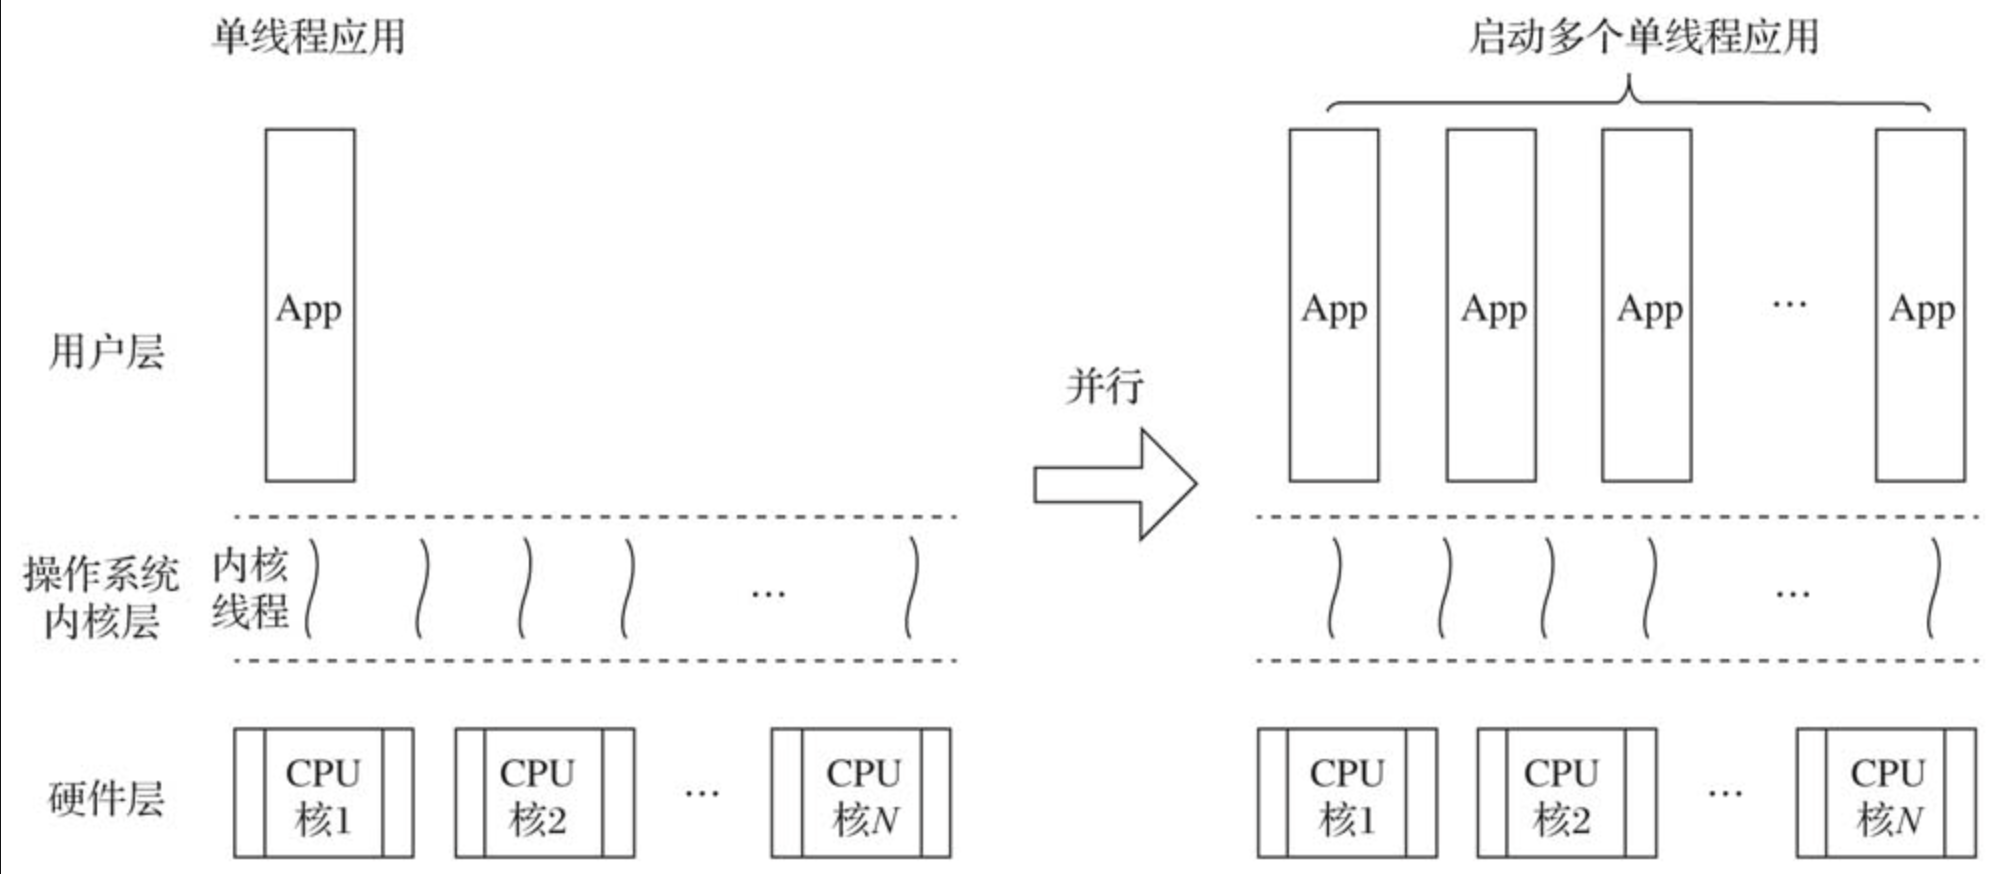 单线程应用
启动多个单线程应用
用户层
App
并行
App
App
App
…
App
操作系统
内核层
内核
线程
…
…
硬件层
CPU
核1
CPU
核2
…
CPU
核N
CPU
核1
CPU
核2
…
CPU
核N